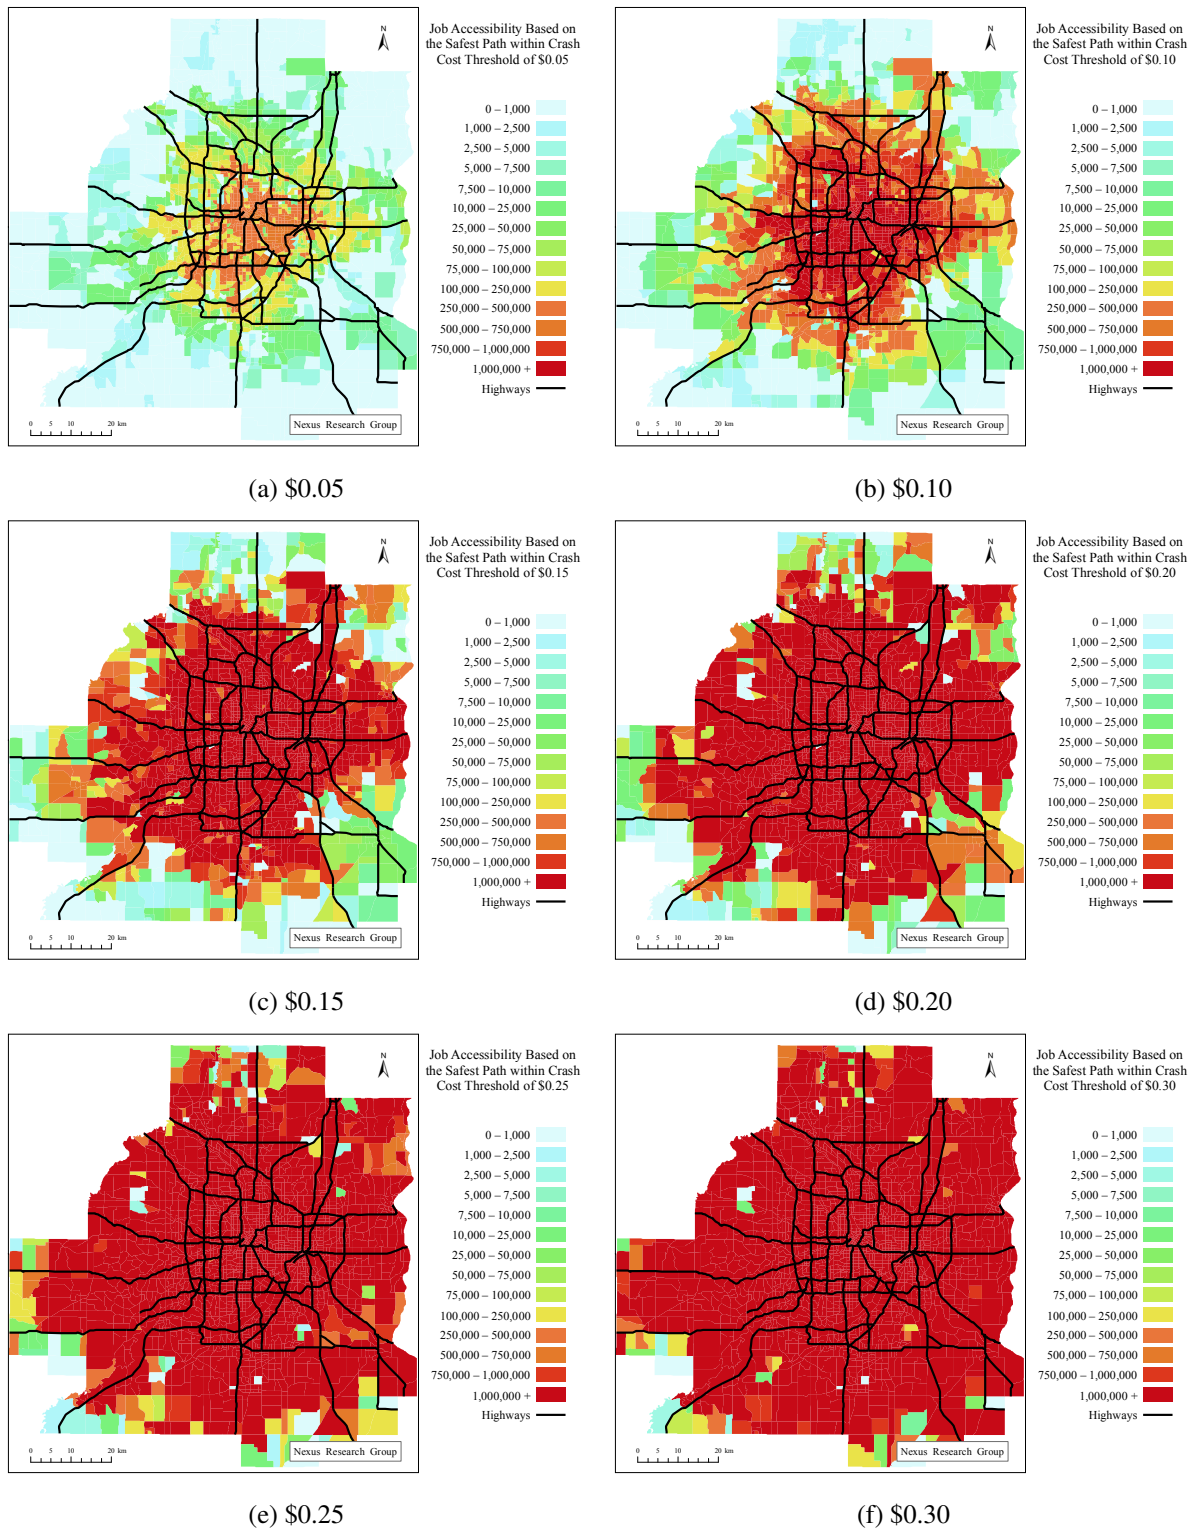 Job Accessibility Based on
the Safest Path within Crash
Cost Threshold of $0.05
N
0 – 1,000
1,000 – 2,500
2,500 – 5,000
5,000 – 7,500
7,500 – 10,000
10,000 – 25,000
25,000 – 50,000
50,000 – 75,000
75,000 – 100,000
100,000 – 250,000
250,000 – 500,000
500,000 – 750,000
750,000 – 1,000,000
1,000,000 +
Highways
0 5 10 20 km
Nexus Research Group
(a) $0.05
Job Accessibility Based on
the Safest Path within Crash
Cost Threshold of $0.10
N
0 – 1,000
1,000 – 2,500
2,500 – 5,000
5,000 – 7,500
7,500 – 10,000
10,000 – 25,000
25,000 – 50,000
50,000 – 75,000
75,000 – 100,000
100,000 – 250,000
250,000 – 500,000
500,000 – 750,000
750,000 – 1,000,000
1,000,000 +
Highways
0 5 10 20 km
Nexus Research Group
(b) $0.10
Job Accessibility Based on
the Safest Path within Crash
Cost Threshold of $0.15
N
0 – 1,000
1,000 – 2,500
2,500 – 5,000
5,000 – 7,500
7,500 – 10,000
10,000 – 25,000
25,000 – 50,000
50,000 – 75,000
75,000 – 100,000
100,000 – 250,000
250,000 – 500,000
500,000 – 750,000
750,000 – 1,000,000
1,000,000 +
Highways
0 5 10 20 km
Nexus Research Group
(c) $0.15
Job Accessibility Based on
the Safest Path within Crash
Cost Threshold of $0.20
N
0 – 1,000
1,000 – 2,500
2,500 – 5,000
5,000 – 7,500
7,500 – 10,000
10,000 – 25,000
25,000 – 50,000
50,000 – 75,000
75,000 – 100,000
100,000 – 250,000
250,000 – 500,000
500,000 – 750,000
750,000 – 1,000,000
1,000,000 +
Highways
0 5 10 20 km
Nexus Research Group
(d) $0.20
Job Accessibility Based on
the Safest Path within Crash
Cost Threshold of $0.25
N
0 – 1,000
1,000 – 2,500
2,500 – 5,000
5,000 – 7,500
7,500 – 10,000
10,000 – 25,000
25,000 – 50,000
50,000 – 75,000
75,000 – 100,000
100,000 – 250,000
250,000 – 500,000
500,000 – 750,000
750,000 – 1,000,000
1,000,000 +
Highways
0 5 10 20 km
Nexus Research Group
(e) $0.25
Job Accessibility Based on
the Safest Path within Crash
Cost Threshold of $0.30
N
0 – 1,000
1,000 – 2,500
2,500 – 5,000
5,000 – 7,500
7,500 – 10,000
10,000 – 25,000
25,000 – 50,000
50,000 – 75,000
75,000 – 100,000
100,000 – 250,000
250,000 – 500,000
500,000 – 750,000
750,000 – 1,000,000
1,000,000 +
Highways
0 5 10 20 km
Nexus Research Group
(f) $0.30